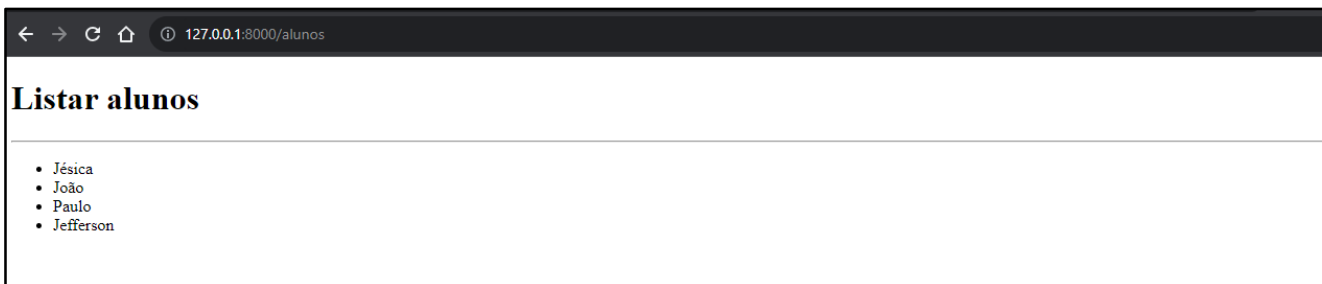 127.0.0.1:8000/alunos
Listar alunos
Jésica
João
Paulo
Jefferson